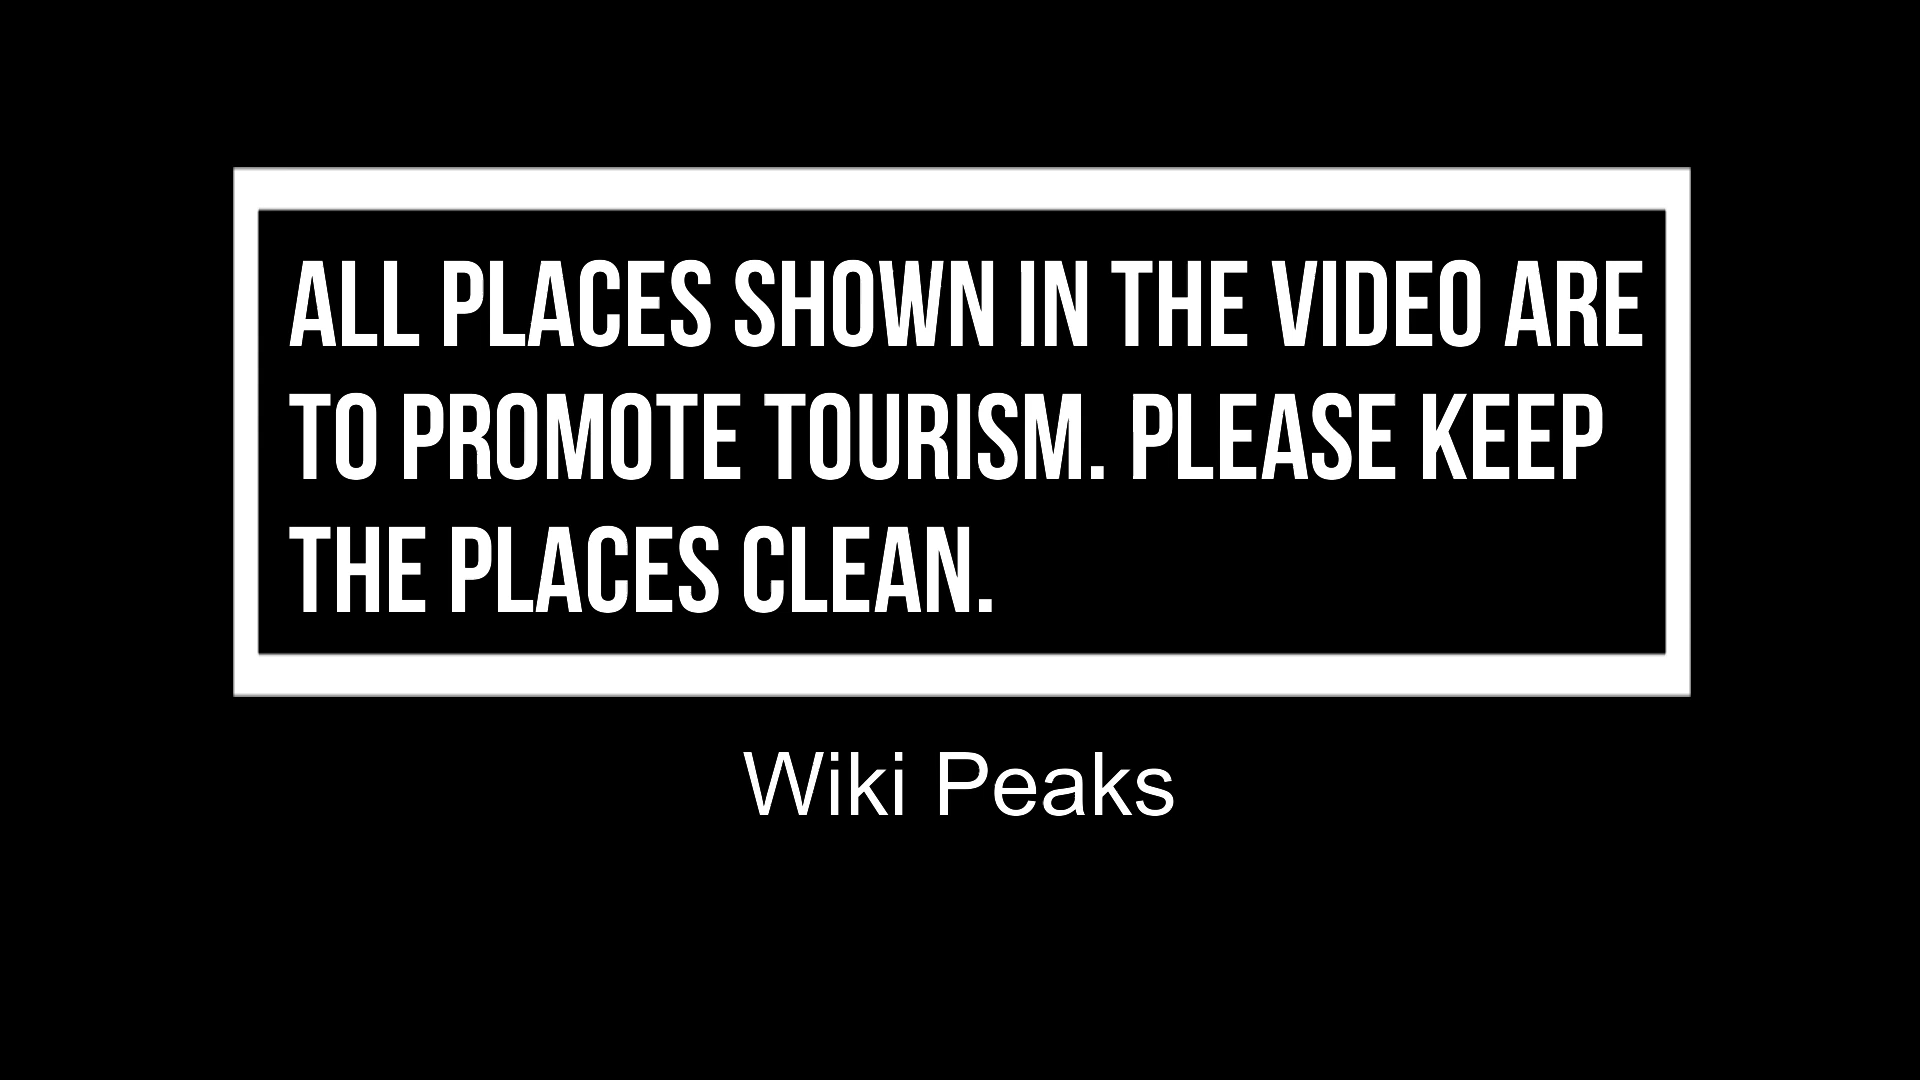 ALL PLACES SHOWN IN THE VIDEO ARE
TO PROMOTE TOURISM. PLEASE KEEP
THE PLACES CLEAN.
Wiki Peaks